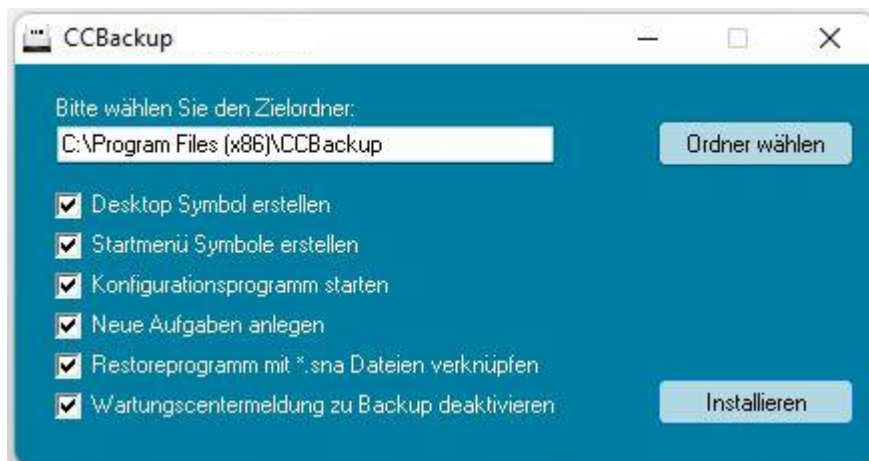 CCBackup
Bitte wählen Sie den Zielordner:
C:\Program Files (x86)\CCBackup
Ordner wählen
Desktop Symbol erstellen
Startmenü Symbole erstellen
Konfigurationsprogramm starten
Neue Aufgaben anlegen
Restoreprogramm mit *.sna Dateien verknüpfen
Wartungscentermeldung zu Backup deaktivieren
Installieren